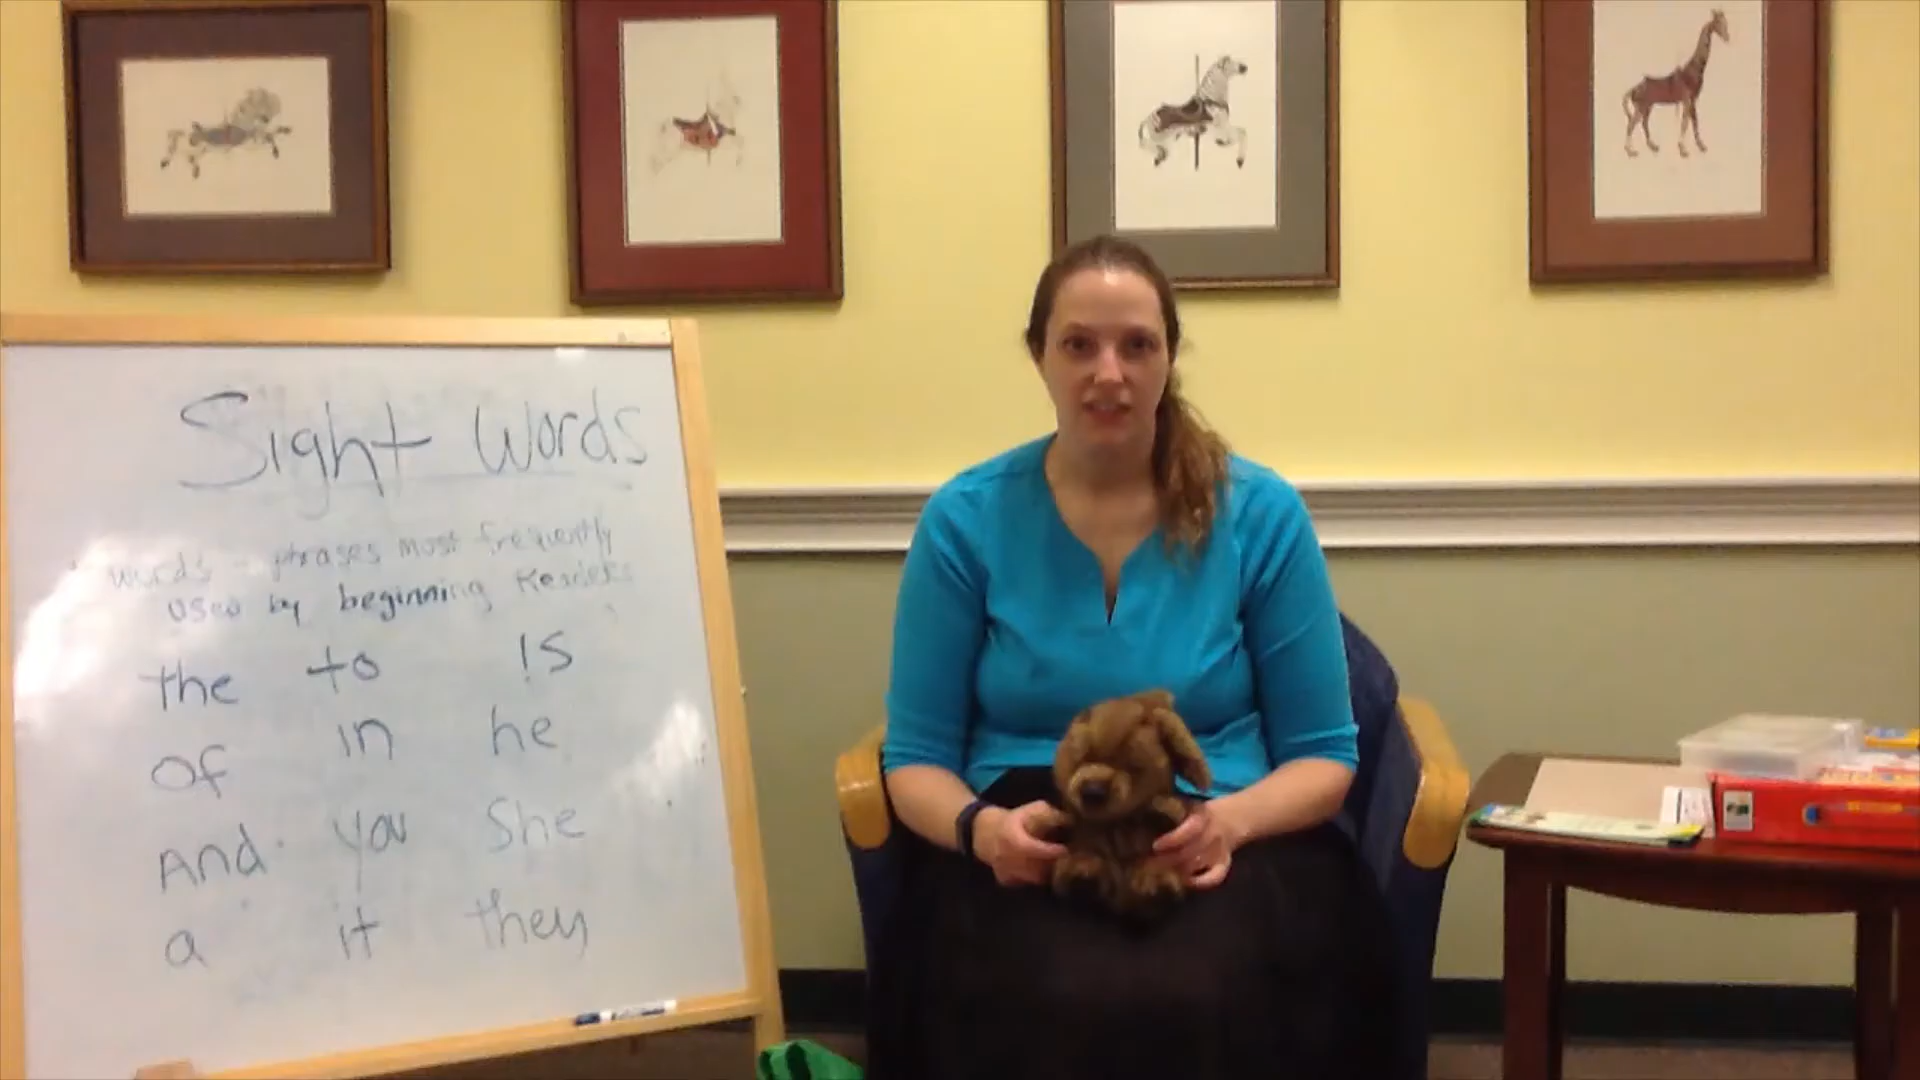 Sight Words
words - phrases most frequently
used by beginning Readers
the to is
of in he
And you She
a it they